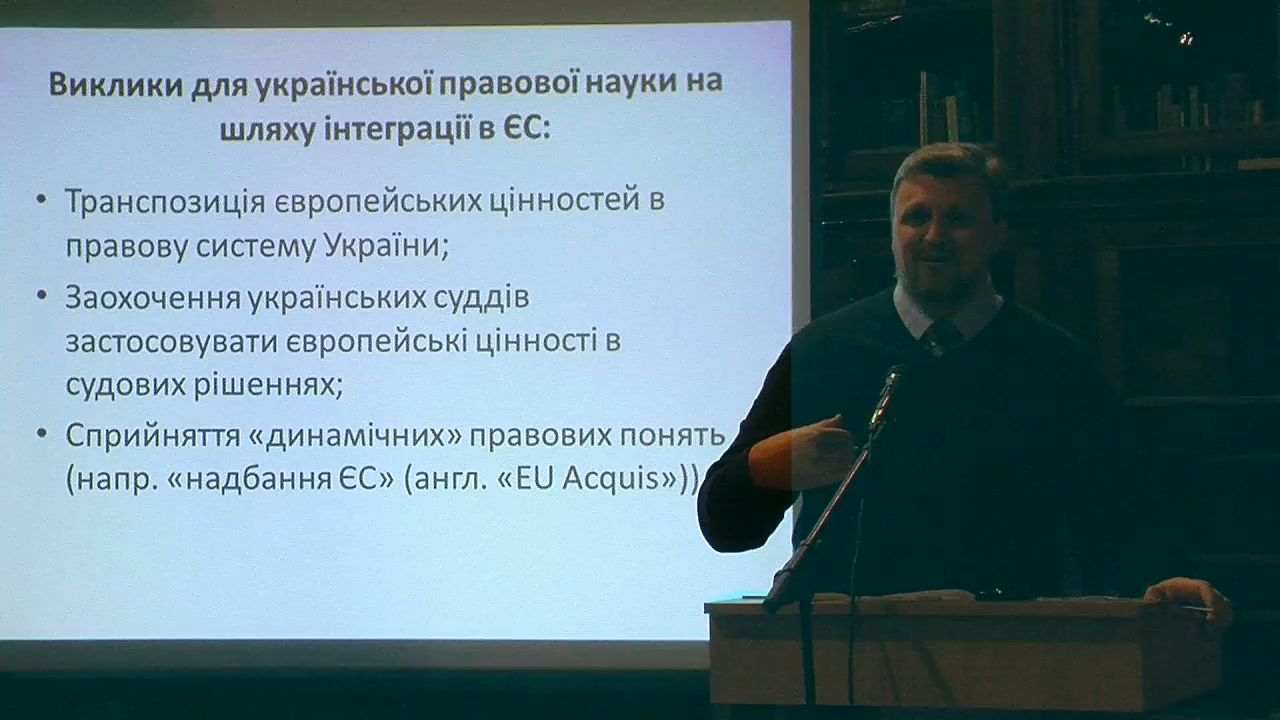 Виклики для української правової науки на
шляху інтеграції в ЄС:
• Транспозиція європейських цінностей в
правову систему України;
• Заохочення українських суддів
застосовувати європейські цінності в
судових рішеннях;
• Сприйняття «динамічних» правових понять
(напр. «надбання ЄС» (англ. «EU Acquis»))